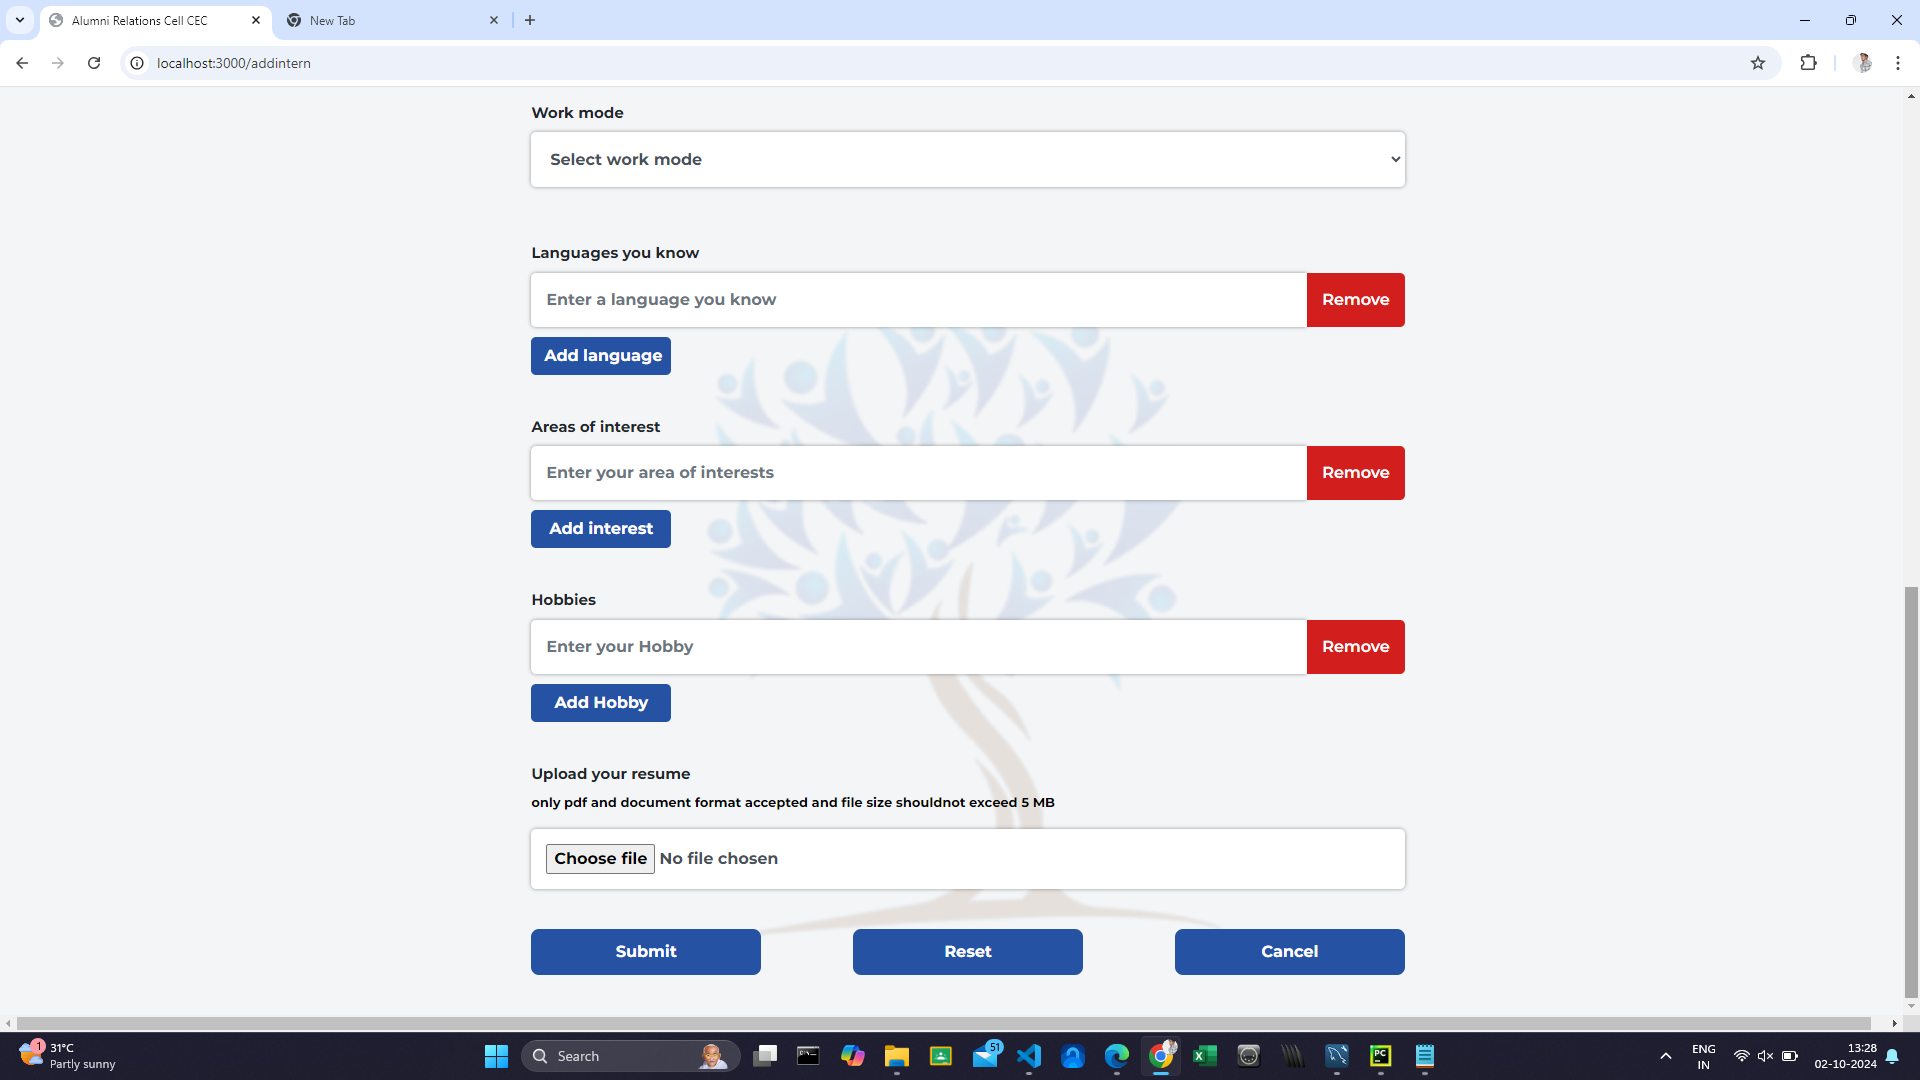 Alumni Relations Cell CEC
New Tab
localhost:3000/addintern
Work mode
Select work mode
Languages you know
Enter a language you know
Remove
Add language
Areas of interest
Enter your area of interests
Remove
Add interest
Hobbies
Enter your Hobby
Remove
Add Hobby
Upload your resume
only pdf and document format accepted and file size shouldnot exceed 5 MB
Choose file No file chosen
Submit
Reset
Cancel
1
31°C
Partly sunny
Search
51
PC
ENG
IN
13:28
02-10-2024